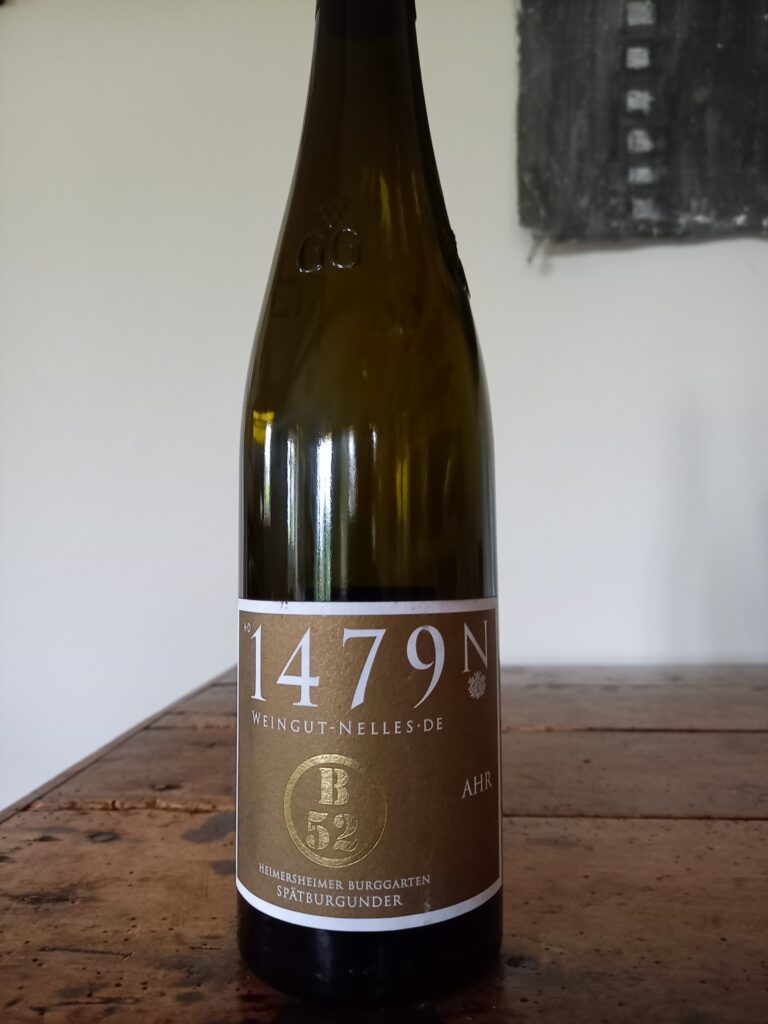 GG
AD 1479 N
WEINGUT-NELLES·DE
B
52
AHR
HEIMERSHEIMER BURGGARTEN
SPÄTBURGUNDER